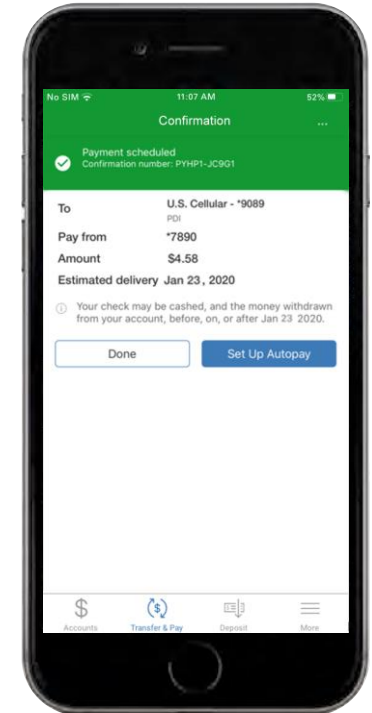 No SIM 11:07 AM 52%
Confirmation ...
Payment scheduled
Confirmation number: PYHP1-JC9G1
To U.S. Cellular - *9089
PDI
Pay from *7890
Amount $4.58
Estimated delivery Jan 23, 2020
Your check may be cashed, and the money withdrawn
from your account, before, on, or after Jan 23 2020.
Done Set Up Autopay
Accounts Transfer & Pay Deposit More